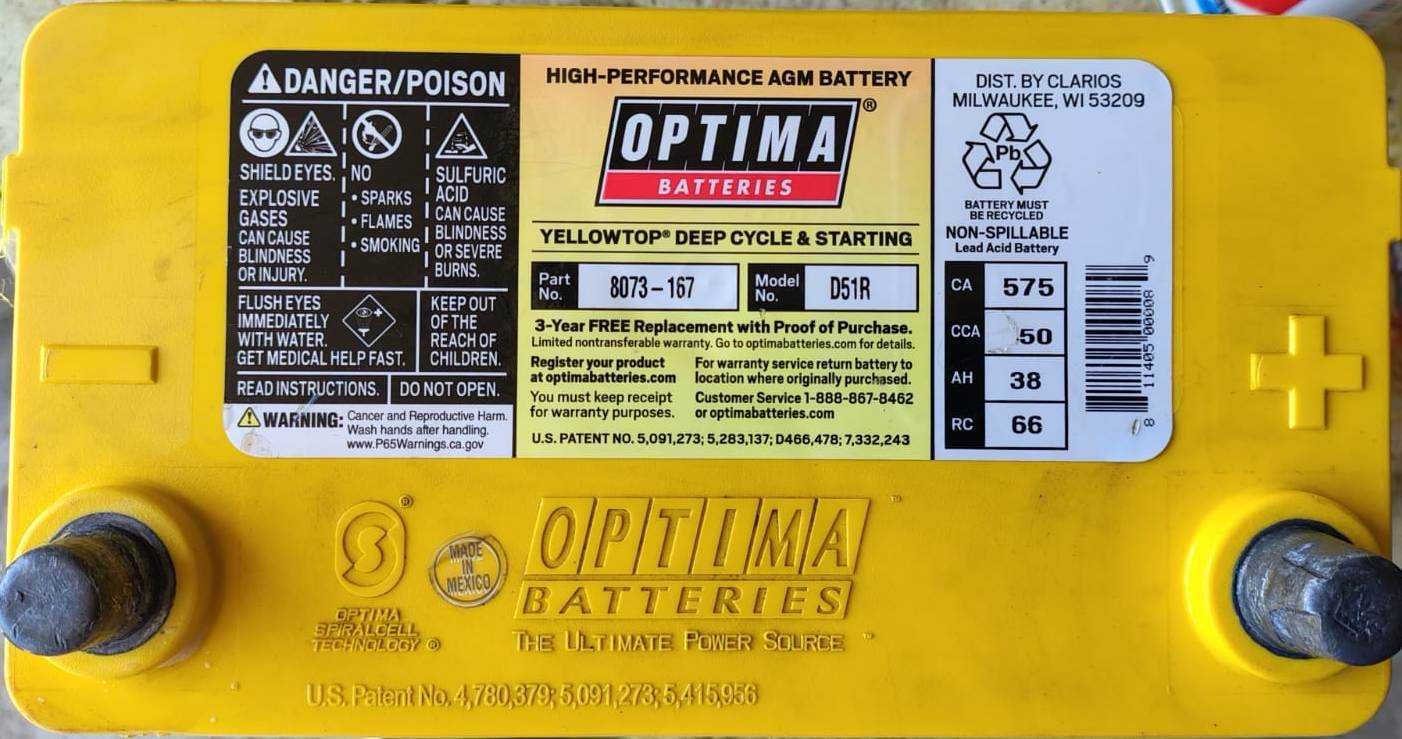 DANGER/POISON
SHIELD EYES.
EXPLOSIVE
GASES
CAN CAUSE
BLINDNESS
OR INJURY.
NO
• SPARKS
• FLAMES
• SMOKING
SULFURIC
ACID
CAN CAUSE
BLINDNESS
OR SEVERE
BURNS.
FLUSH EYES
IMMEDIATELY
WITH WATER.
GET MEDICAL HELP FAST.
KEEP OUT
OF THE
REACH OF
CHILDREN.
READ INSTRUCTIONS.
DO NOT OPEN.
WARNING: Cancer and Reproductive Harm.
Wash hands after handling.
www.P65Warnings.ca.gov
HIGH-PERFORMANCE AGM BATTERY
OPTIMA®
BATTERIES
YELLOWTOP® DEEP CYCLE & STARTING
Part No. 8073-167
Model No. D51R
3-Year FREE Replacement with Proof of Purchase.
Limited nontransferable warranty. Go to optimabatteries.com for details.
Register your product
at optimabatteries.com
You must keep receipt
for warranty purposes.
For warranty service return battery to
location where originally purchased.
Customer Service 1-888-867-8462
or optimabatteries.com
U.S. PATENT NO. 5,091,273; 5,283,137; D466,478; 7,332,243
DIST. BY CLARIOS
MILWAUKEE, WI 53209
Pb
BATTERY MUST
BE RECYCLED
NON-SPILLABLE
Lead Acid Battery
CA 575
CCA 50
AH 38
RC 66
8 11405 00008 9
S®
OPTIMA
SPIRALCELL
TECHNOLOGY ®
MADE
IN
MEXICO
OPTIMA™
BATTERIES
THE ULTIMATE POWER SOURCE ™
U.S. Patent No. 4,780,379; 5,091,273; 5,415,956